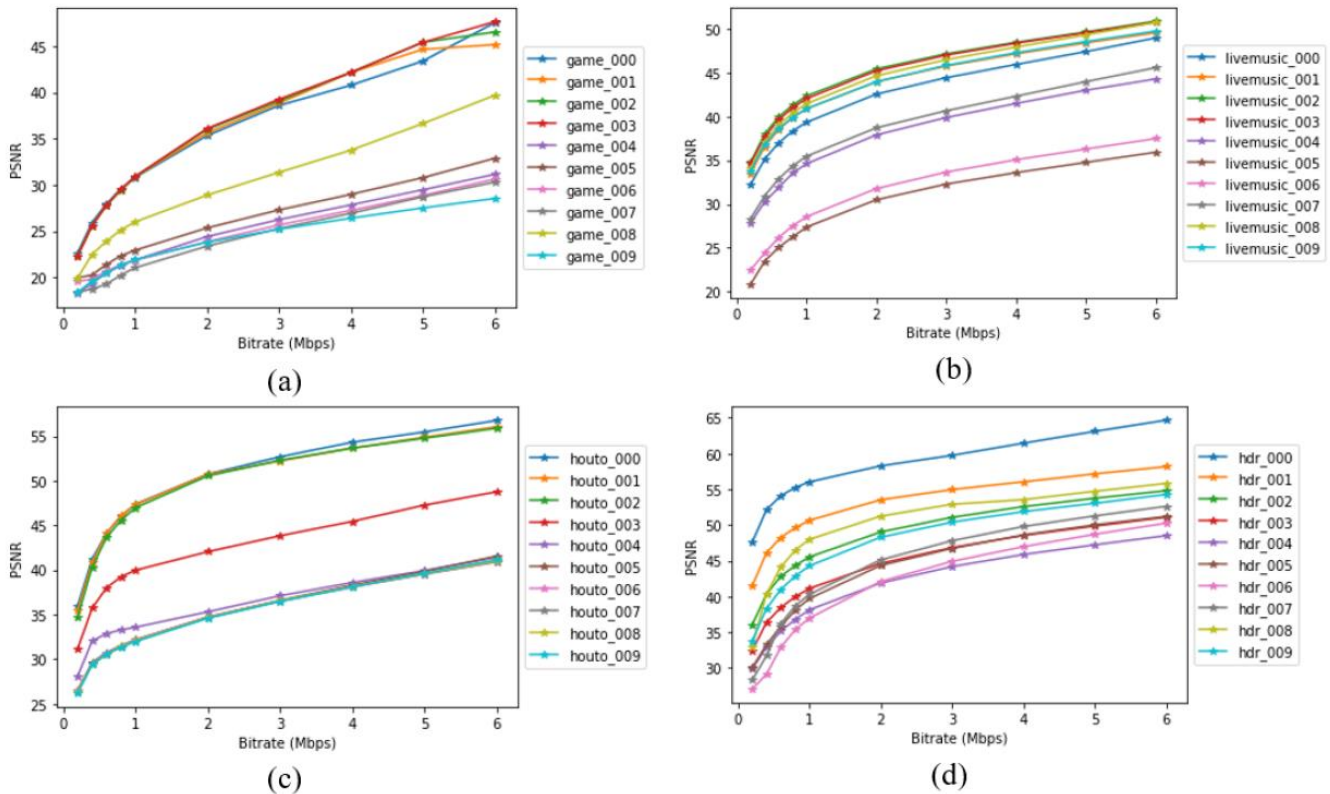 PSNR
45
40
35
30
25
20
0 1 2 3 4 5 6
Bitrate (Mbps)
game_000
game_001
game_002
game_003
game_004
game_005
game_006
game_007
game_008
game_009
(a)
PSNR
50
45
40
35
30
25
20
0 1 2 3 4 5 6
Bitrate (Mbps)
livemusic_000
livemusic_001
livemusic_002
livemusic_003
livemusic_004
livemusic_005
livemusic_006
livemusic_007
livemusic_008
livemusic_009
(b)
PSNR
55
50
45
40
35
30
25
0 1 2 3 4 5 6
Bitrate (Mbps)
houto_000
houto_001
houto_002
houto_003
houto_004
houto_005
houto_006
houto_007
houto_008
houto_009
(c)
PSNR
65
60
55
50
45
40
35
30
0 1 2 3 4 5 6
Bitrate (Mbps)
hdr_000
hdr_001
hdr_002
hdr_003
hdr_004
hdr_005
hdr_006
hdr_007
hdr_008
hdr_009
(d)